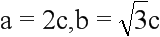 a = 2c,b = √3c